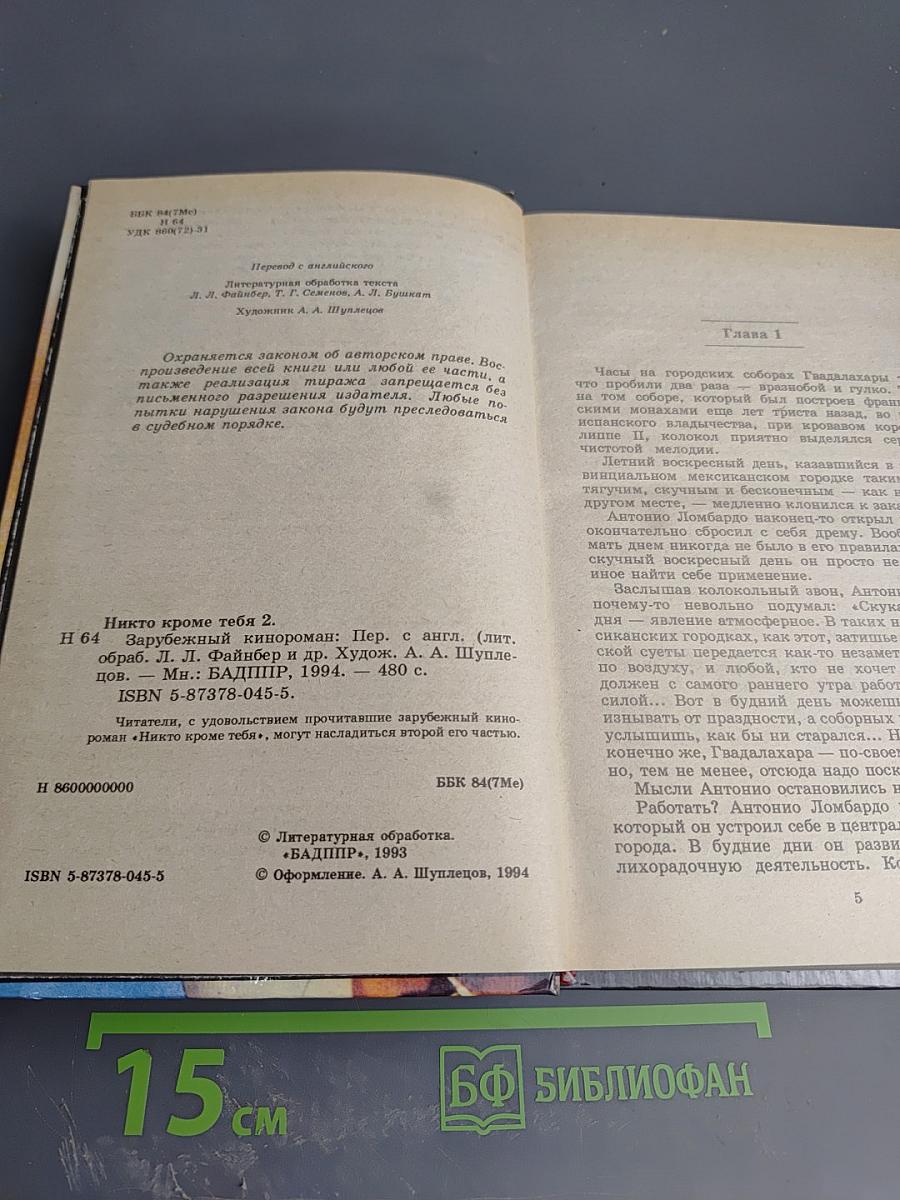 ББК 84(7Ме)
Н 64
УДК 860(72)-31
Перевод с английского
Литературная обработка текста
Л. Л. Файнбер, Т. Г. Семенов, А. Л. Бушкат
Художник А. А. Шуплецов
Охраняется законом об авторском праве. Вос-
произведение всей книги или любой ее части, а
также реализация тиража запрещается без
письменного разрешения издателя. Любые по-
пытки нарушения закона будут преследоваться
в судебном порядке.
Никто кроме тебя 2.
Н 64 Зарубежный кинороман: Пер. с англ. (лит.
обраб. Л. Л. Файнбер и др. Худож. А. А. Шупле-
цов. — Мн.: БАДППР, 1994. — 480 с.
ISBN 5-87378-045-5.
Читатели, с удовольствием прочитавшие зарубежный кино-
роман «Никто кроме тебя», могут насладиться второй его частью.
Н 8600000000
ББК 84(7Ме)
© Литературная обработка.
«БАДППР», 1993
ISBN 5-87378-045-5
© Оформление. А. А. Шуплецов, 1994
Глава 1
Часы на городских соборах Гвадалахары
что пробили два раза — вразнобой и гулко.
на том соборе, который был построен
скими монахами еще лет триста назад, во
испанского владычества, при кровавом
липпе II, колокол приятно выделялся
чистотой мелодии.
Летний воскресный день, казавшийся в
винциальном мексиканском городке таким
тягучим, скучным и бесконечным — как
другом месте, — медленно клонился к
Антонио Ломбардо наконец-то открыл
окончательно сбросил с себя дрему.
мать днем никогда не было в его правилах
скучный воскресный день он просто не
иное найти себе применение.
Заслышав колокольный звон,
почему-то невольно подумал: «Скука
дня — явление атмосферное. В таких
сиканских городках, как этот, затишье
ской суеты передается как-то
по воздуху, и любой, кто не хочет
должен с самого раннего утра
силой... Вот в будний день
изнывать от праздности, а соборных
услышишь, как бы ни старался...
конечно же, Гвадалахара —
но, тем не менее, отсюда надо
Мысли Антонио остановились
Работать? Антонио Ломбардо
который он устроил себе в
города. В будние дни он
лихорадочную деятельность.
5
15 см
БФ БИБЛИОФАН